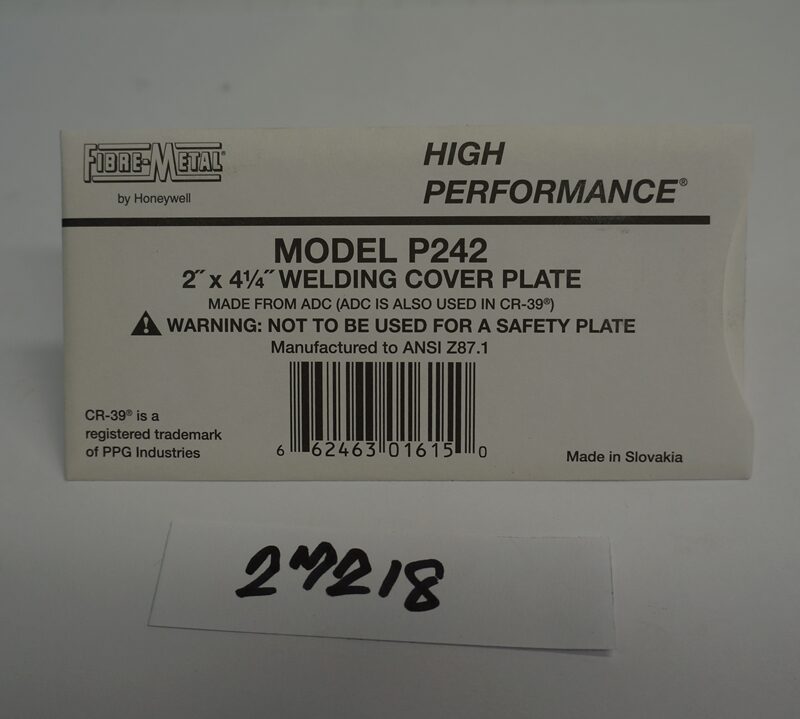 FIBRE-METAL®
by Honeywell
HIGH
PERFORMANCE®
MODEL P242
2″ x 4¼″ WELDING COVER PLATE
MADE FROM ADC (ADC IS ALSO USED IN CR-39®)
WARNING: NOT TO BE USED FOR A SAFETY PLATE
Manufactured to ANSI Z87.1
CR-39® is a
registered trademark
of PPG Industries
6 62463 01615 0
Made in Slovakia
27218